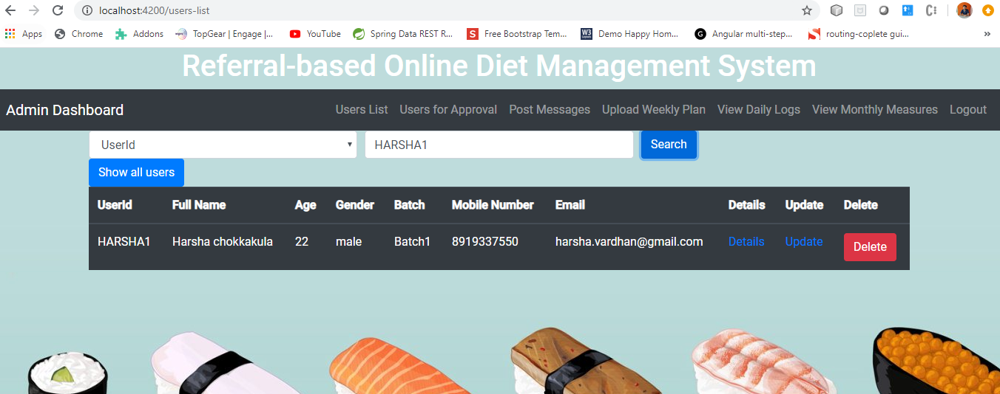 localhost:4200/users-list
Apps Chrome Addons TopGear | Engage |... YouTube Spring Data REST R... Free Bootstrap Tem... W3 Demo Happy Hom... G Angular multi-step... S routing-coplete gui... »
Referral-based Online Diet Management System
Admin Dashboard Users List Users for Approval Post Messages Upload Weekly Plan View Daily Logs View Monthly Measures Logout
UserId HARSHA1 Search
Show all users
UserId Full Name Age Gender Batch Mobile Number Email Details Update Delete
HARSHA1 Harsha chokkakula 22 male Batch1 8919337550 harsha.vardhan@gmail.com Details Update Delete